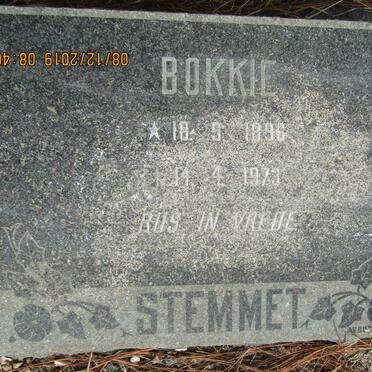 08/12/2019 08:40
BOKKIE
★ 18. 9. 1896
† 14. 4. 1973
RUS IN VREDE
STEMMET